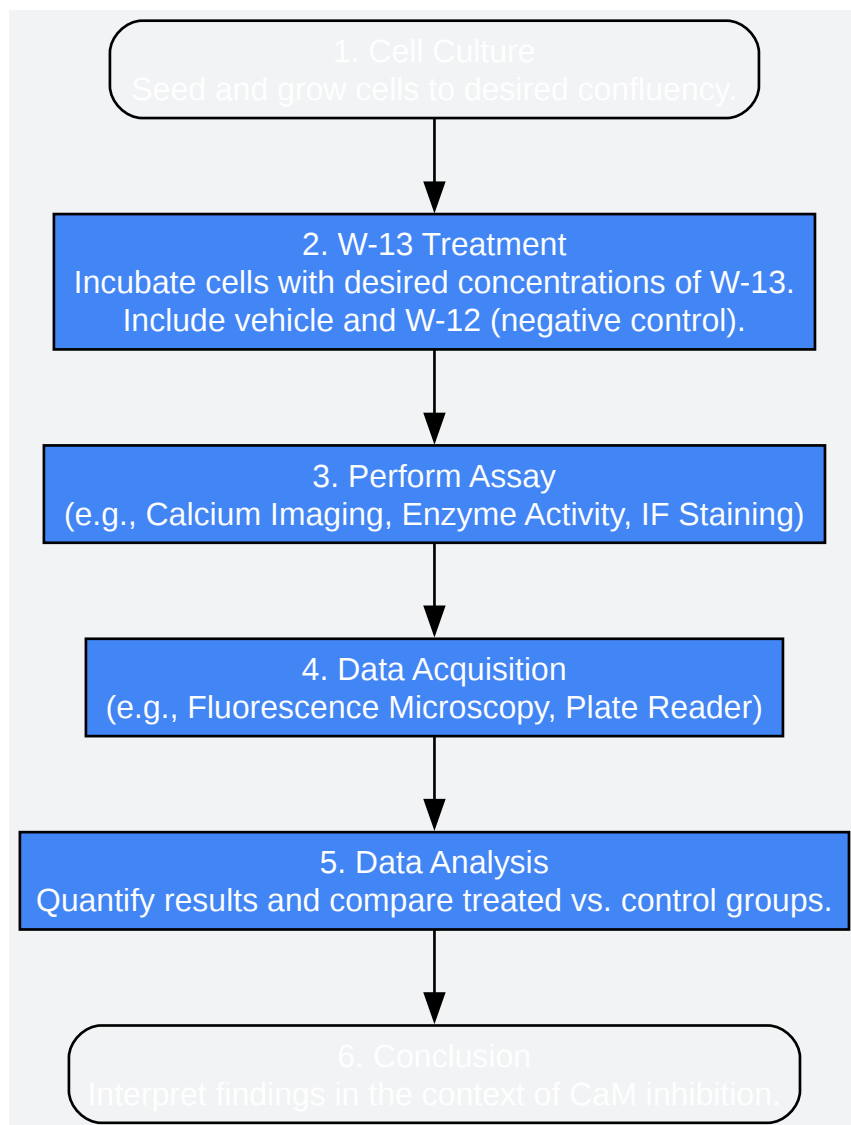 1. Cell Culture
Seed and grow cells to desired confluency.
2. W-13 Treatment
Incubate cells with desired concentrations of W-13.
Include vehicle and W-12 (negative control).
3. Perform Assay
(e.g., Calcium Imaging, Enzyme Activity, IF Staining)
4. Data Acquisition
(e.g., Fluorescence Microscopy, Plate Reader)
5. Data Analysis
Quantify results and compare treated vs. control groups.
6. Conclusion
Interpret findings in the context of CaM inhibition.